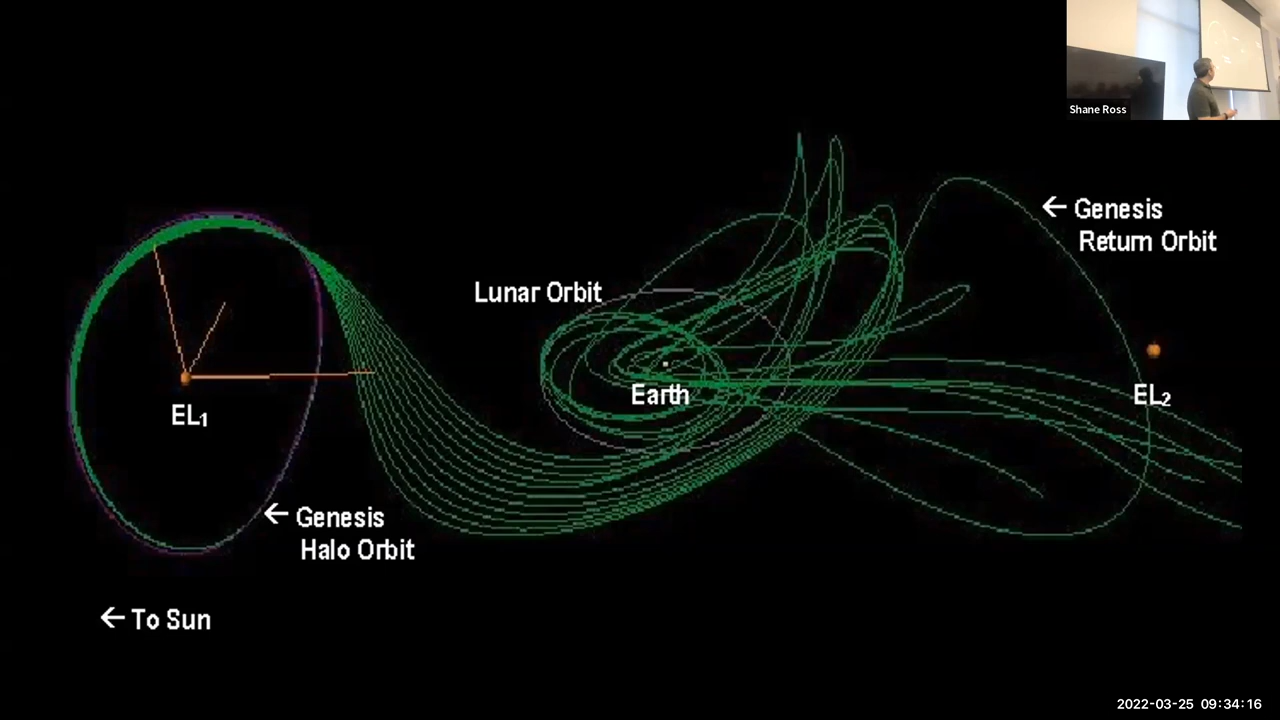 Shane Ross
← Genesis
Return Orbit
Lunar Orbit
Earth
EL₂
EL₁
← Genesis
Halo Orbit
← To Sun
2022-03-25 09:34:16